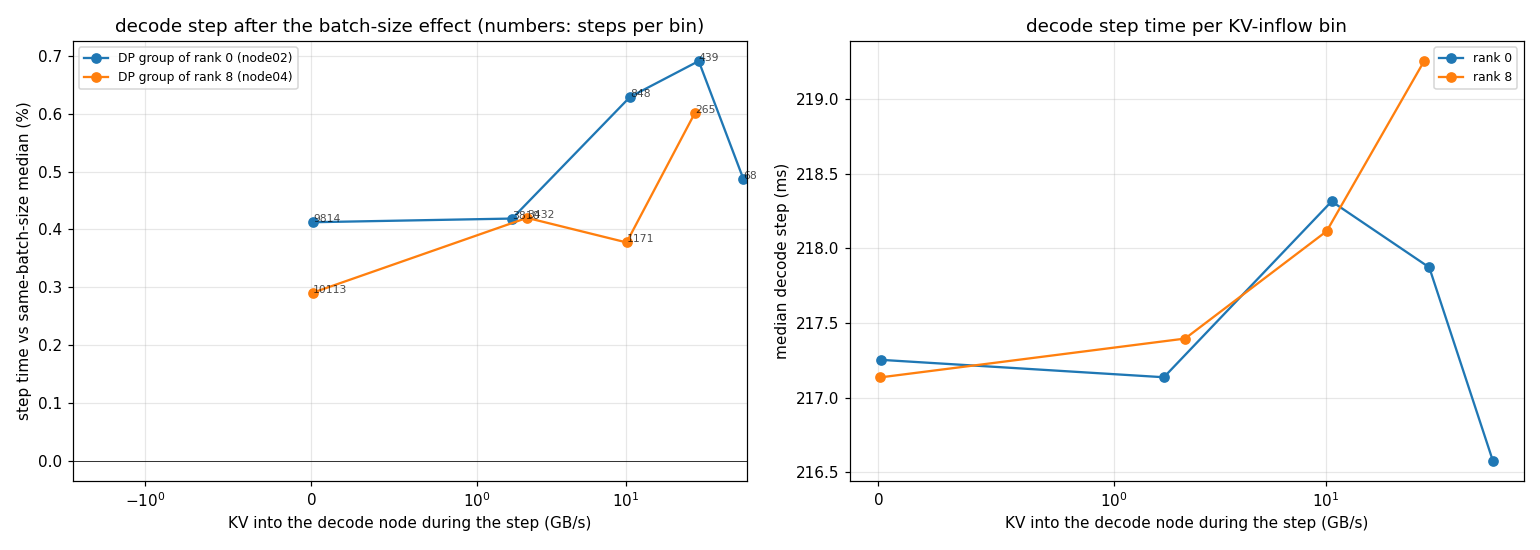 decode step after the batch-size effect (numbers: steps per bin)
DP group of rank 0 (node02)
DP group of rank 8 (node04)
step time vs same-batch-size median (%)
0.7
0.6
0.5
0.4
0.3
0.2
0.1
0.0
439
848
265
68
9814
2432
1171
10113
−10⁰
0
10⁰
10¹
KV into the decode node during the step (GB/s)
decode step time per KV-inflow bin
rank 0
rank 8
median decode step (ms)
219.0
218.5
218.0
217.5
217.0
216.5
0
10⁰
10¹
KV into the decode node during the step (GB/s)